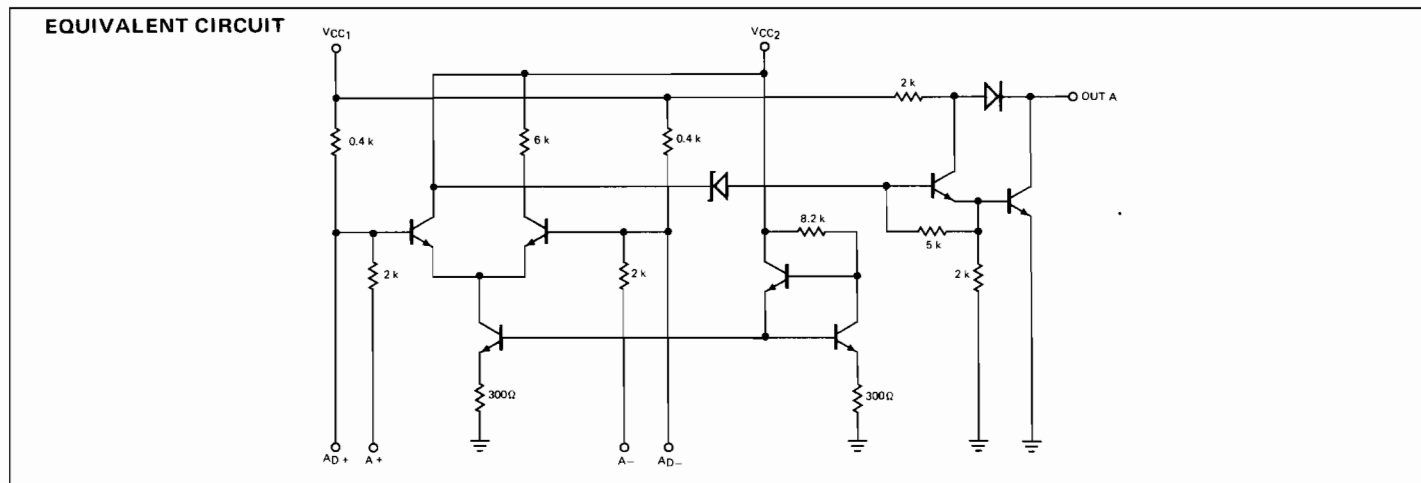 EQUIVALENT CIRCUIT
VCC1
VCC2
2 k
OUT A
0.4 k
6 k
0.4 k
8.2 k
5 k
2 k
2 k
2 k
300Ω
300Ω
AD+
A+
A−
AD−